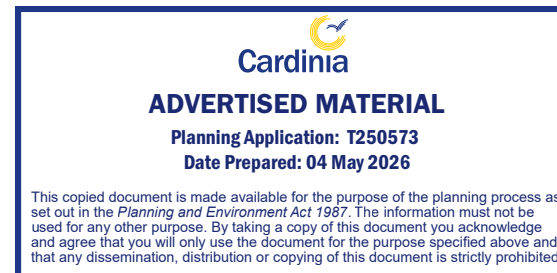 Cardinia
ADVERTISED MATERIAL
Planning Application: T250573
Date Prepared: 04 May 2026
This copied document is made available for the purpose of the planning process as
set out in the Planning and Environment Act 1987. The information must not be
used for any other purpose. By taking a copy of this document you acknowledge
and agree that you will only use the document for the purpose specified above and
that any dissemination, distribution or copying of this document is strictly prohibited